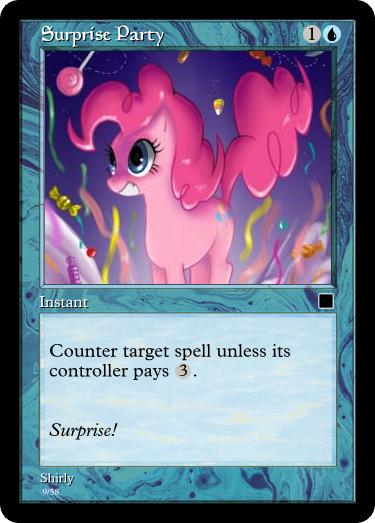 Surprise Party 1
Instant
Counter target spell unless its
controller pays 3.
Surprise!
Shirly
9/58